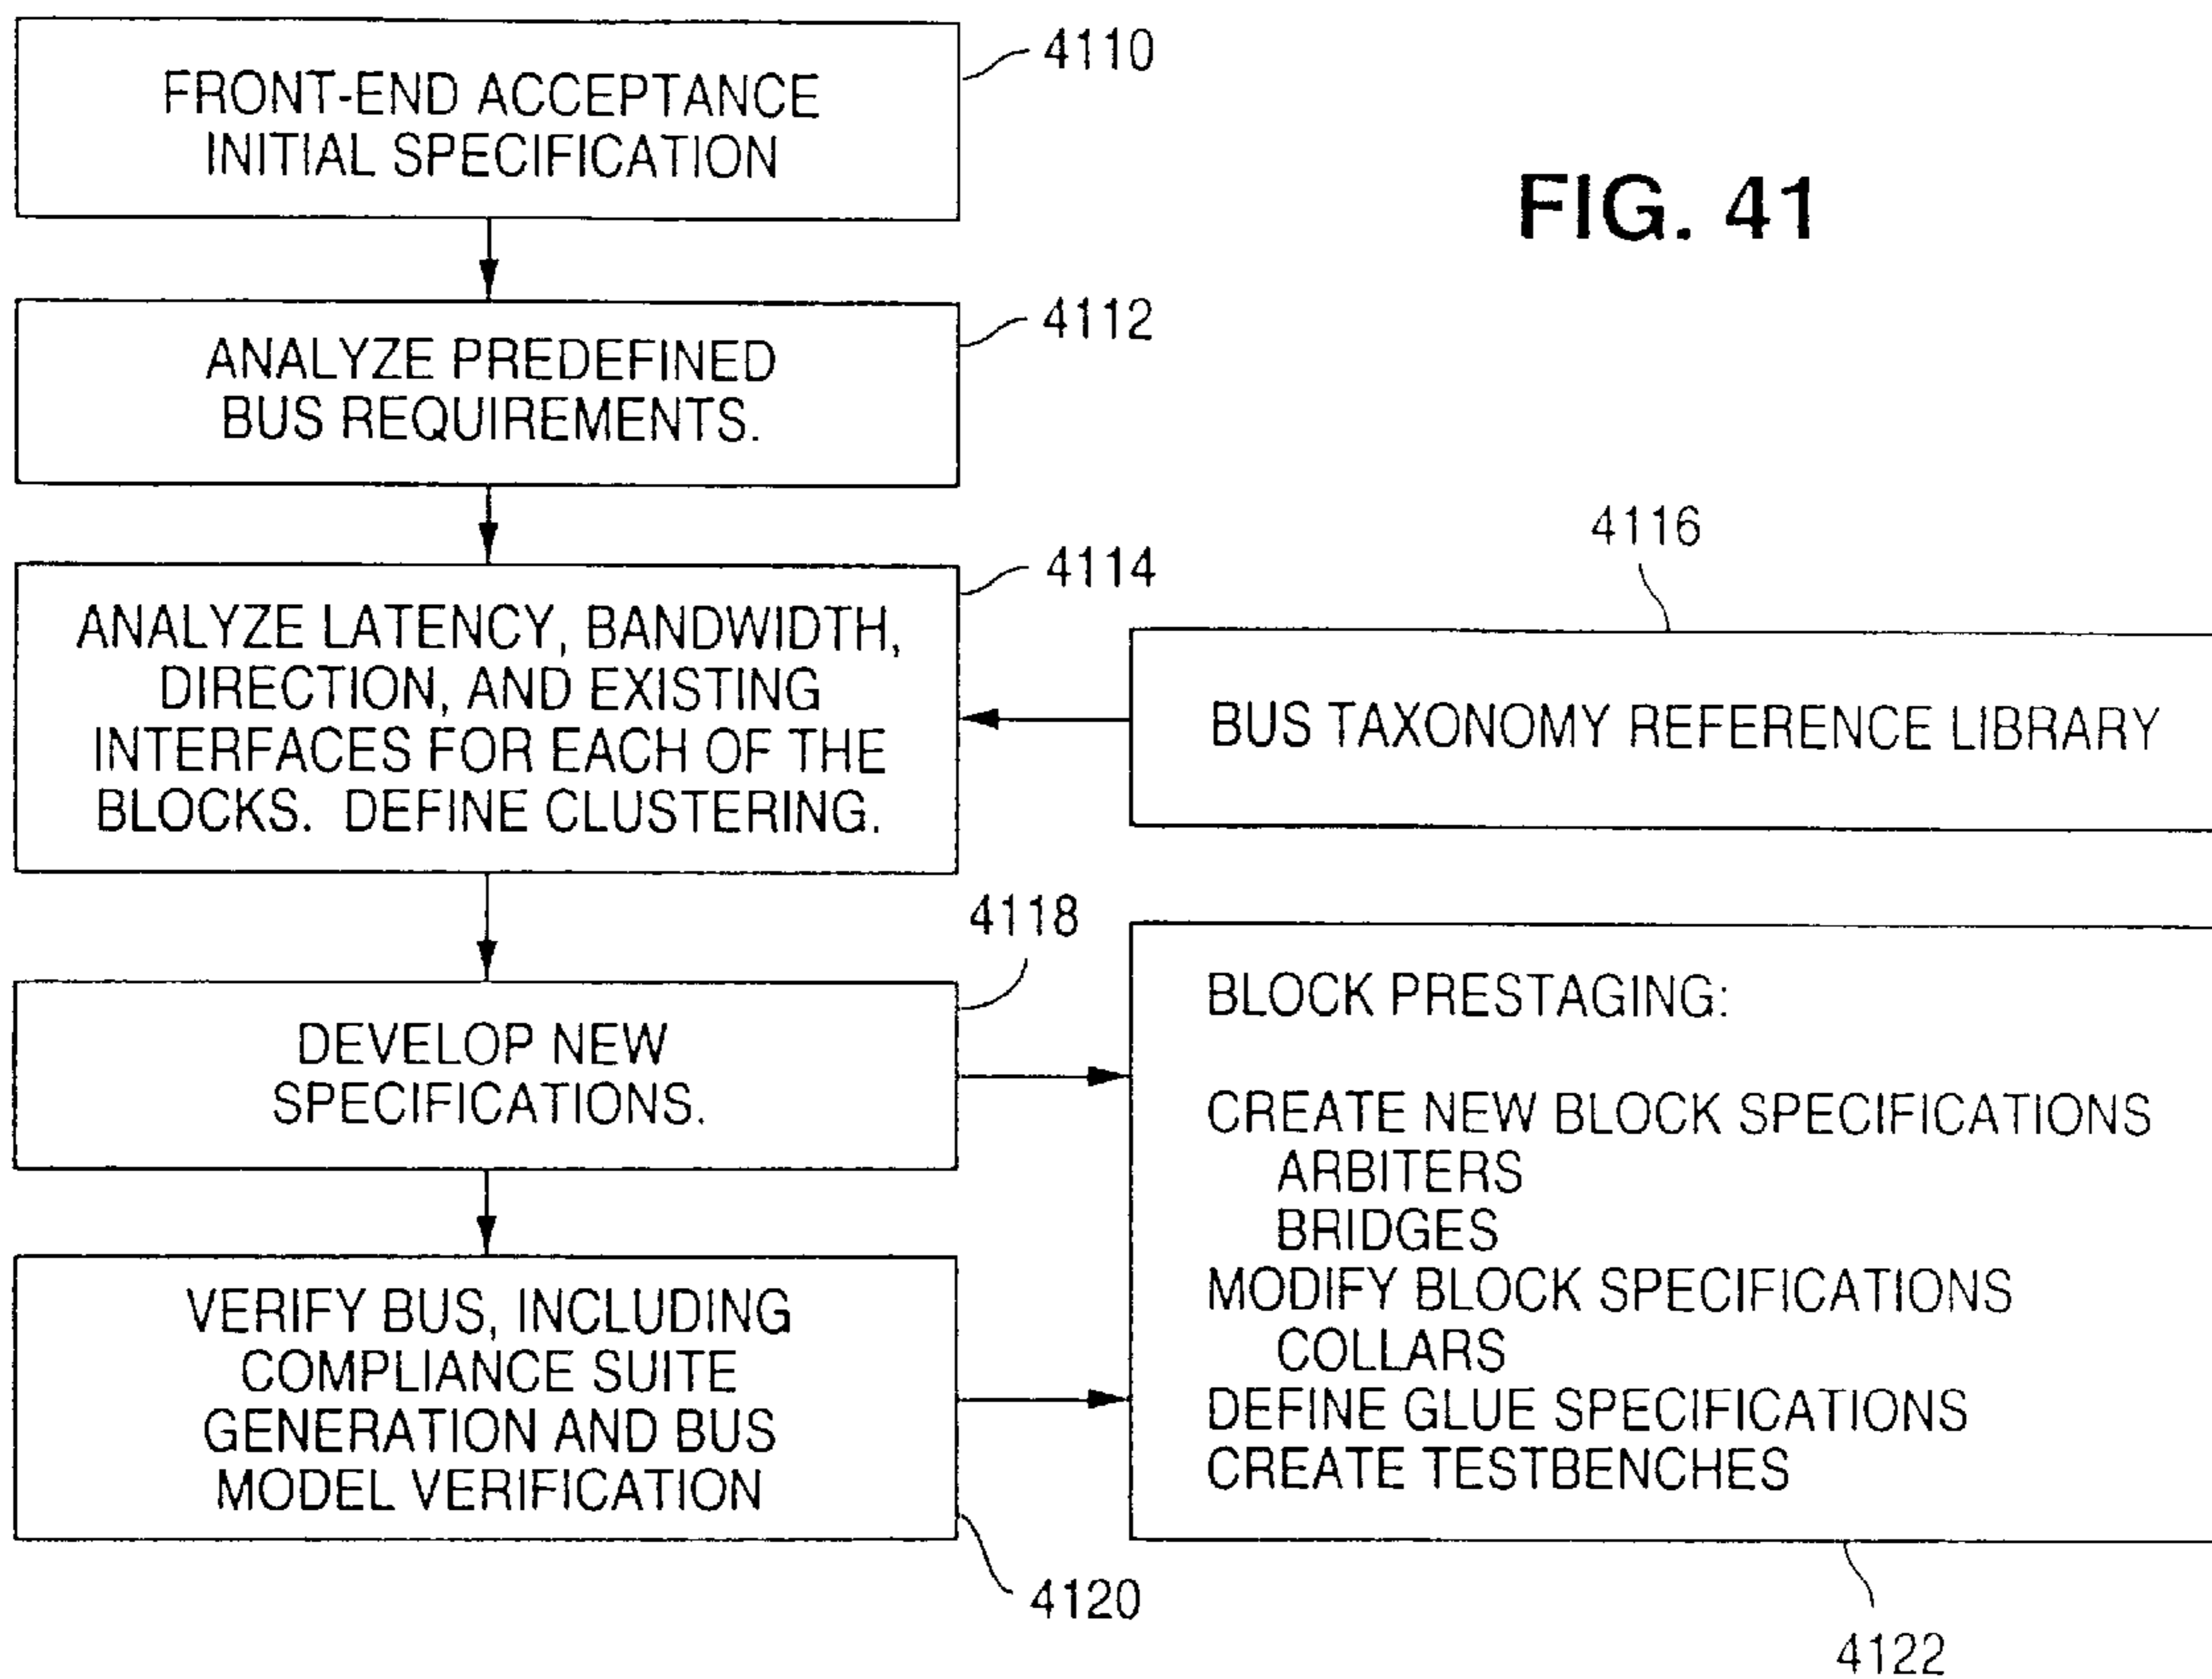 4110
FRONT-END ACCEPTANCE
INITIAL SPECIFICATION
FIG. 41
4112
ANALYZE PREDEFINED
BUS REQUIREMENTS.
4114
ANALYZE LATENCY, BANDWIDTH,
DIRECTION, AND EXISTING
INTERFACES FOR EACH OF THE
BLOCKS. DEFINE CLUSTERING.
4116
BUS TAXONOMY REFERENCE LIBRARY
4118
DEVELOP NEW
SPECIFICATIONS.
VERIFY BUS, INCLUDING
COMPLIANCE SUITE
GENERATION AND BUS
MODEL VERIFICATION
4120
BLOCK PRESTAGING:
CREATE NEW BLOCK SPECIFICATIONS
ARBITERS
BRIDGES
MODIFY BLOCK SPECIFICATIONS
COLLARS
DEFINE GLUE SPECIFICATIONS
CREATE TESTBENCHES
4122